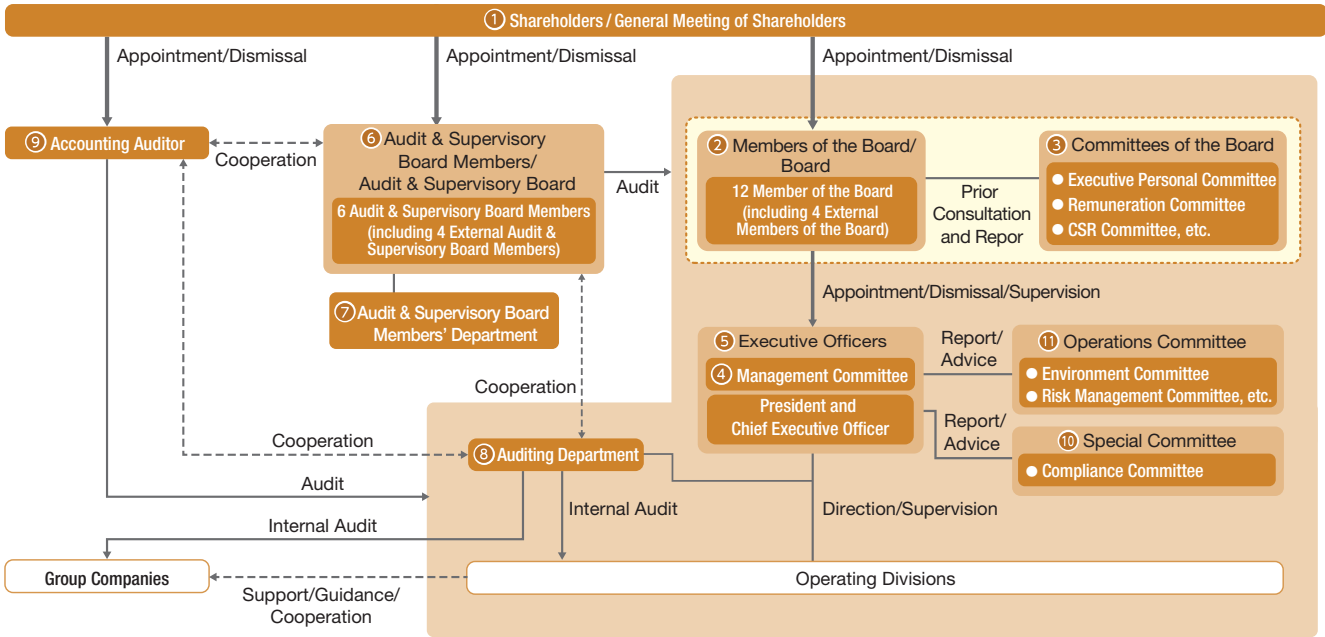 ① Shareholders / General Meeting of Shareholders
Appointment/Dismissal
Appointment/Dismissal
Appointment/Dismissal
⑨ Accounting Auditor
Cooperation
⑥ Audit & Supervisory
Board Members/
Audit & Supervisory Board
6 Audit & Supervisory Board Members
(including 4 External Audit &
Supervisory Board Members)
Audit
② Members of the Board/
Board
12 Member of the Board
(including 4 External
Members of the Board)
Prior
Consultation
and Repor
③ Committees of the Board
● Executive Personal Committee
● Remuneration Committee
● CSR Committee, etc.
⑦ Audit & Supervisory Board
Members' Department
Appointment/Dismissal/Supervision
⑤ Executive Officers
④ Management Committee
President and
Chief Executive Officer
Report/
Advice
⑪ Operations Committee
● Environment Committee
● Risk Management Committee, etc.
Report/
Advice
⑩ Special Committee
● Compliance Committee
Cooperation
Cooperation
⑧ Auditing Department
Audit
Internal Audit
Internal Audit
Direction/Supervision
Group Companies
Support/Guidance/
Cooperation
Operating Divisions